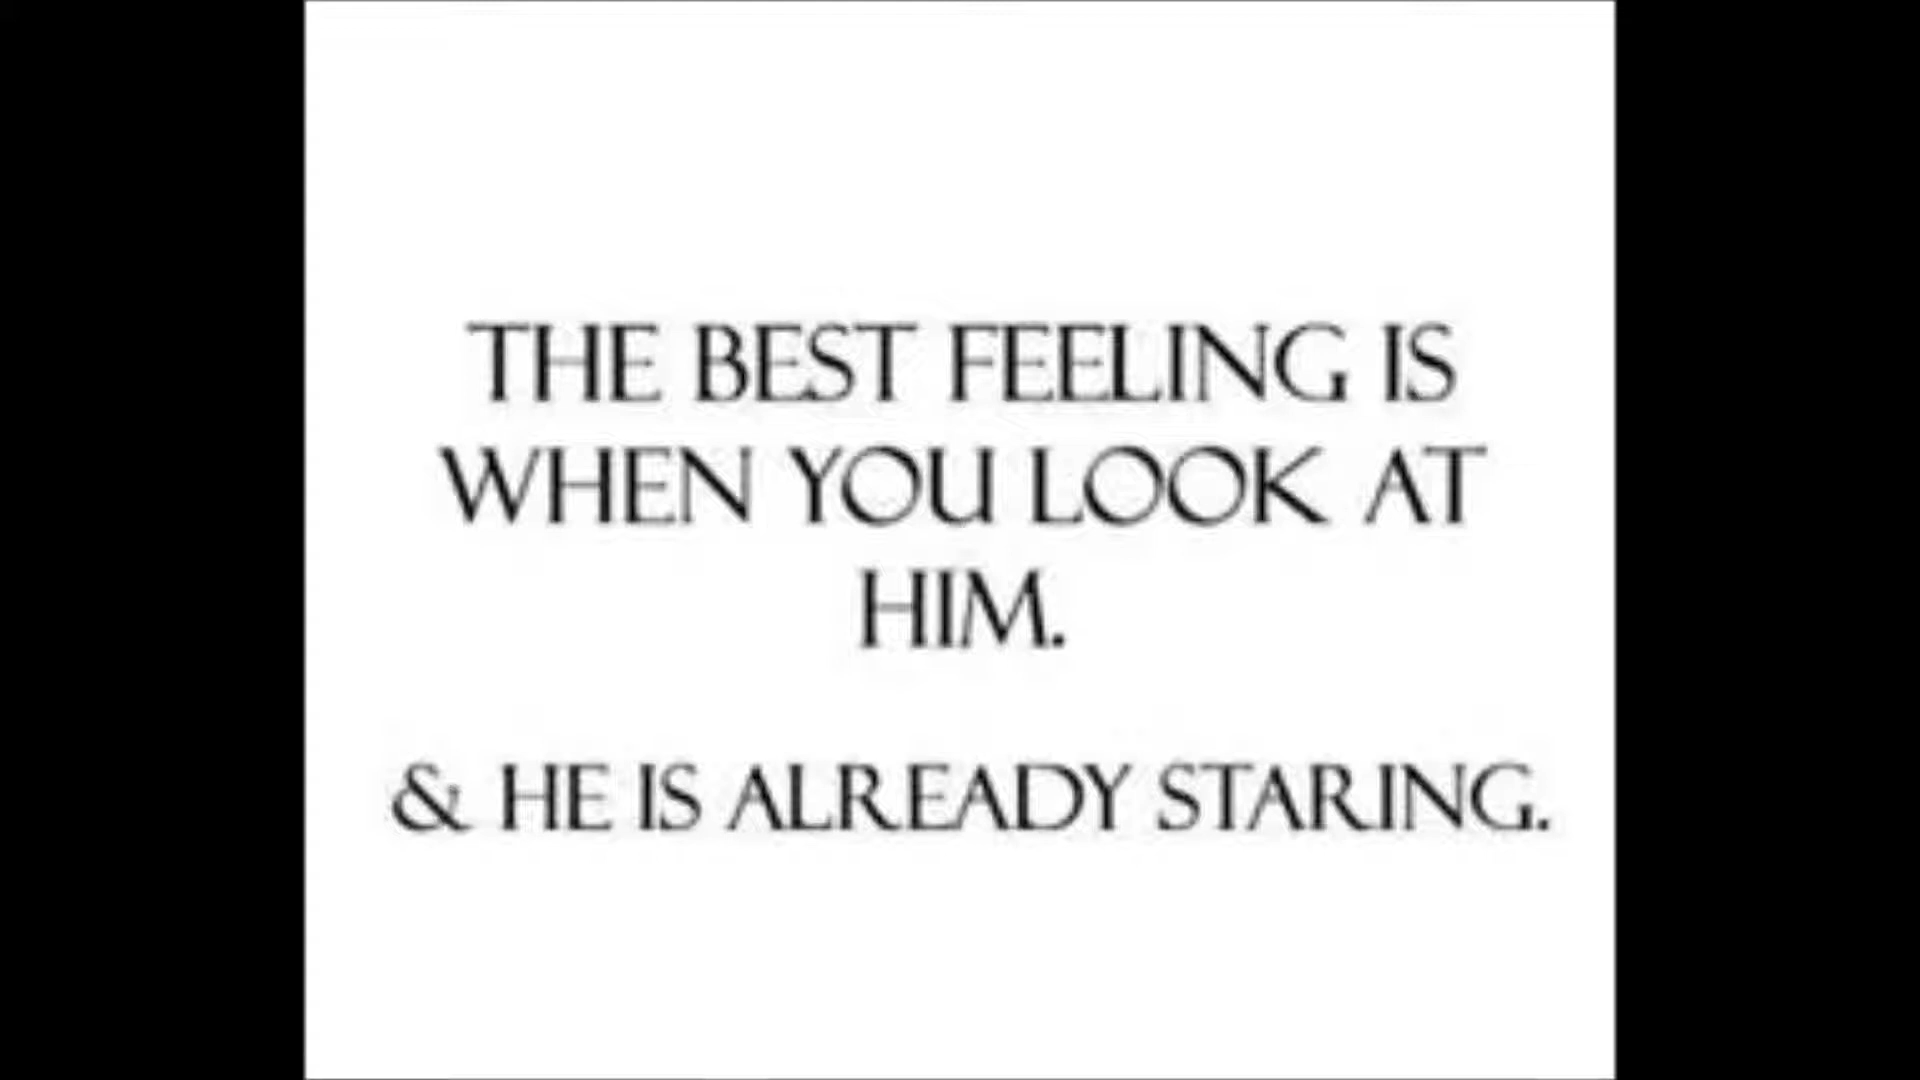 THE BEST FEELING IS
WHEN YOU LOOK AT
HIM.
& HE IS ALREADY STARING.